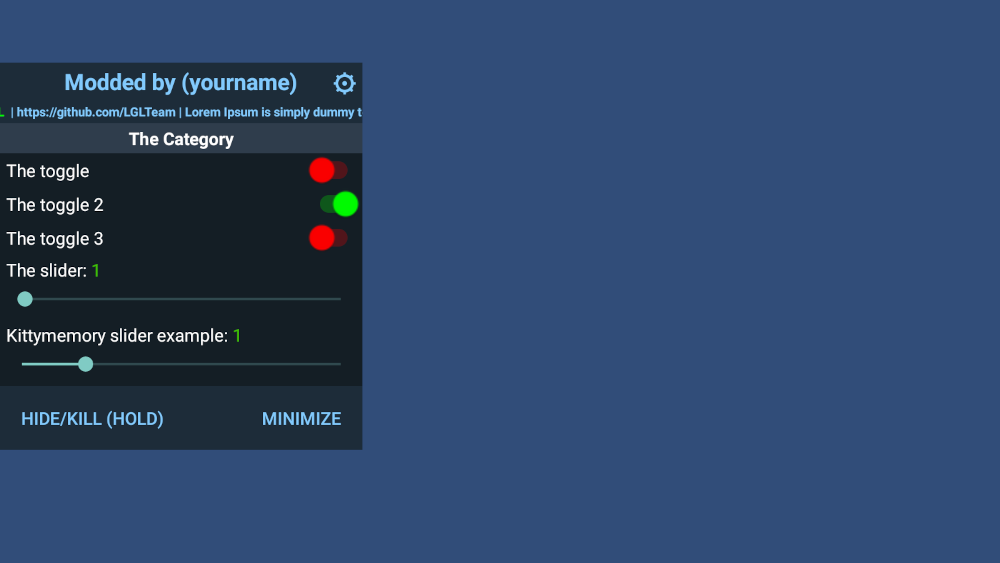 Modded by (yourname)
| https://github.com/LGLTeam | Lorem Ipsum is simply dummy t
The Category
The toggle
The toggle 2
The toggle 3
The slider: 1
Kittymemory slider example: 1
HIDE/KILL (HOLD)
MINIMIZE